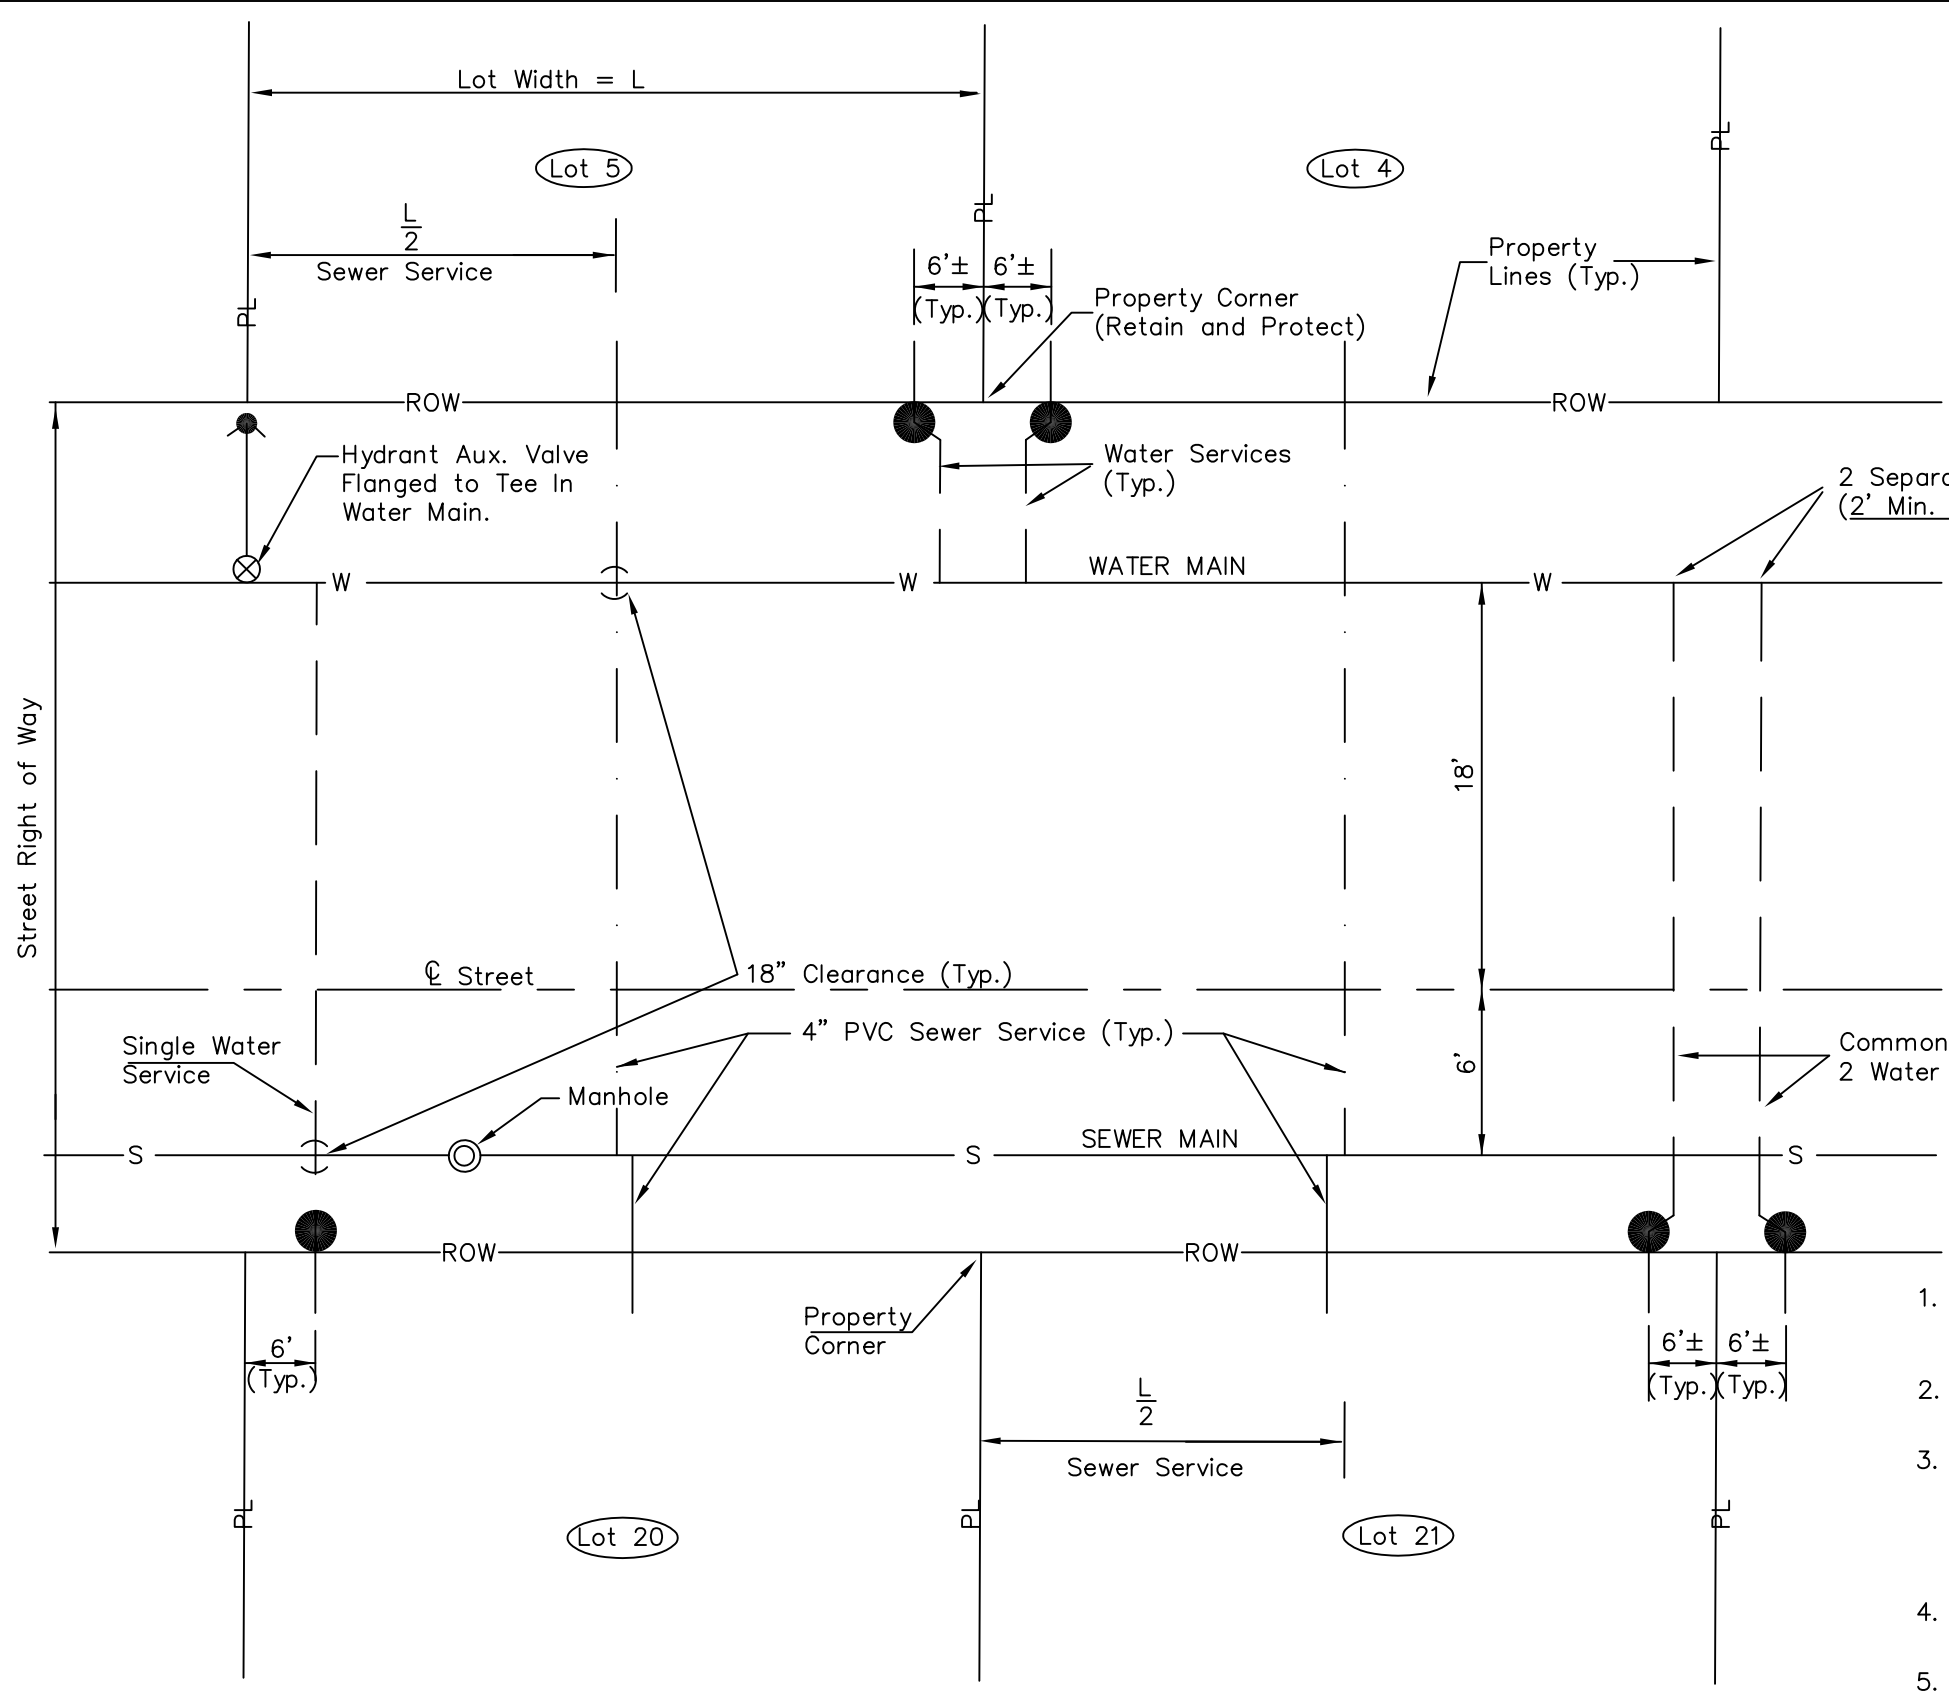 Lot Width = L
PL
Lot 5
Lot 4
PL
L
2
Sewer Service
6'±
6'±
(Typ.)
(Typ.)
Property
Lines (Typ.)
PL
Property Corner
(Retain and Protect)
ROW
ROW
Hydrant Aux. Valve
Flanged to Tee In
Water Main.
Water Services
(Typ.)
2
(2' Min.
WATER MAIN
W
W
W
18'
Street Right of Way
℄ Street
18" Clearance (Typ.)
4" PVC Sewer Service (Typ.)
Single Water
Service
Manhole
6'
Common
2 Water
SEWER MAIN
S
S
S
ROW
ROW
Property
Corner
6'
(Typ.)
6'±
6'±
(Typ.)
(Typ.)
L
2
Sewer Service
PL
PL
PL
Lot 20
Lot 21
1.
2.
3.
4.
5.